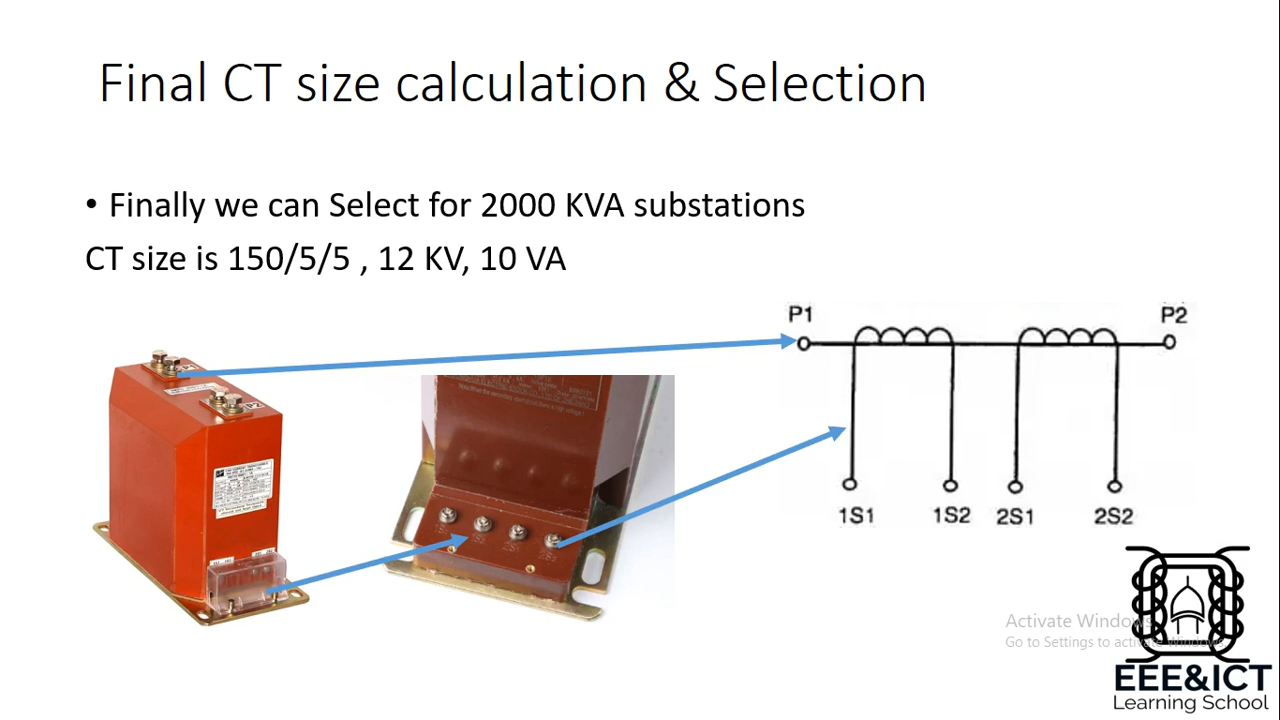 Final CT size calculation & Selection
• Finally we can Select for 2000 KVA substations
CT size is 150/5/5 , 12 KV, 10 VA
P1
P2
P2
1S1
1S2
2S1
2S2
Activate Windows
Go to Settings to activate Windows.
EEE&ICT
Learning School